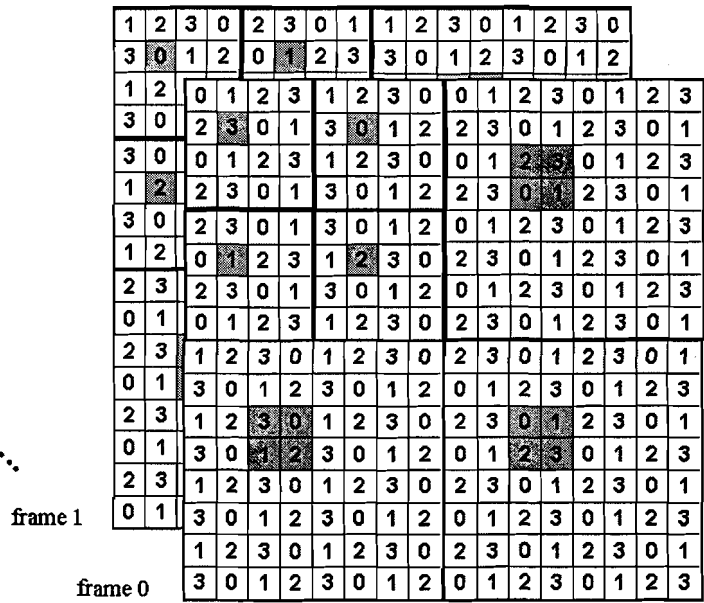 1 2 3 0 2 3 0 1 1 2 3 0 1 2 3 0
3 0 1 2 0 1 2 3 3 0 1 2 3 0 1 2
1 2 0 1 2 3 1 2 3 0 0 1 2 3 0 1 2 3
3 0 2 3 0 1 3 0 1 2 2 3 0 1 2 3 0 1
3 0 0 1 2 3 1 2 3 0 0 1 2 3 0 1 2 3
1 2 2 3 0 1 3 0 1 2 2 3 0 1 2 3 0 1
3 0 2 3 0 1 3 0 1 2 0 1 2 3 0 1 2 3
1 2 0 1 2 3 1 2 3 0 2 3 0 1 2 3 0 1
2 3 2 3 0 1 3 0 1 2 0 1 2 3 0 1 2 3
0 1 0 1 2 3 1 2 3 0 2 3 0 1 2 3 0 1
2 3 1 2 3 0 1 2 3 0 2 3 0 1 2 3 0 1
0 1 3 0 1 2 3 0 1 2 0 1 2 3 0 1 2 3
2 3 1 2 3 0 1 2 3 0 2 3 0 1 2 3 0 1
0 1 3 0 1 2 3 0 1 2 0 1 2 3 0 1 2 3
2 3 1 2 3 0 1 2 3 0 2 3 0 1 2 3 0 1
frame 1 0 1 3 0 1 2 3 0 1 2 0 1 2 3 0 1 2 3
1 2 3 0 1 2 3 0 2 3 0 1 2 3 0 1
frame 0 3 0 1 2 3 0 1 2 0 1 2 3 0 1 2 3